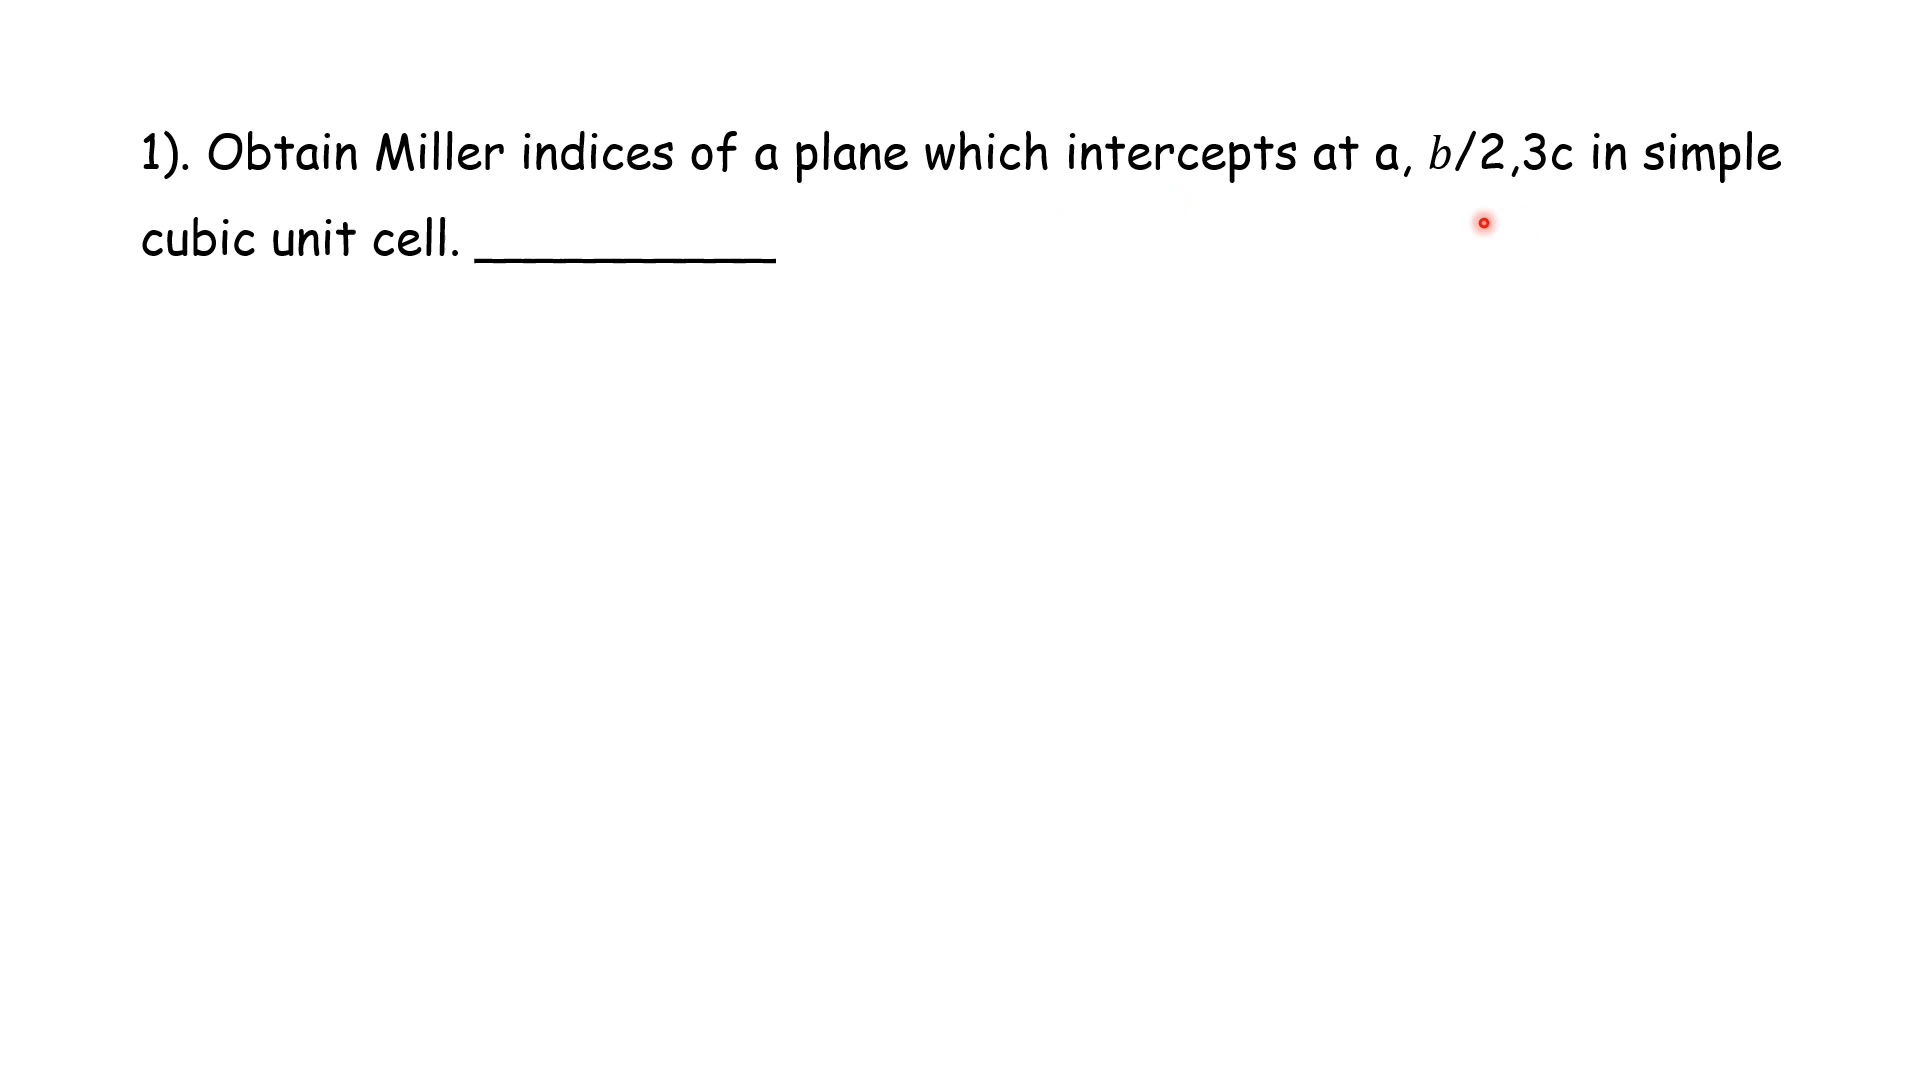 1). Obtain Miller indices of a plane which intercepts at a, b/2,3c in simple
cubic unit cell. __________